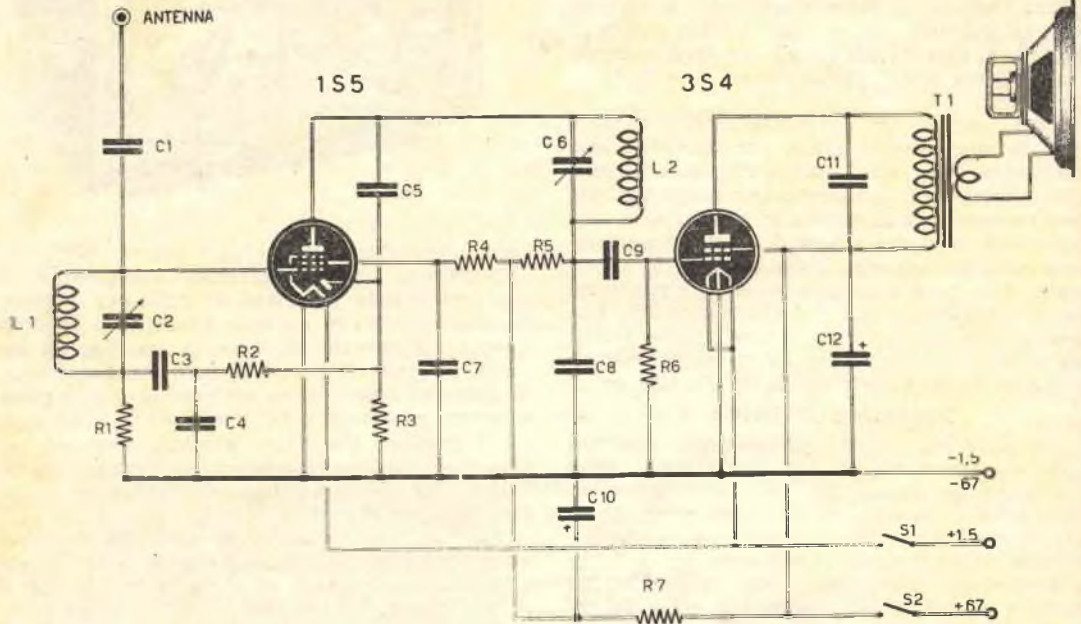 ANTENNA
1S5
3S4
T1
C1
C6
L2
C11
C5
R4
R5
C9
L1
C2
C3
R2
R1
C4
R3
C7
C8
R6
C12
+
-1,5
-67
C10
+
S1
+1.5
R7
S2
+67